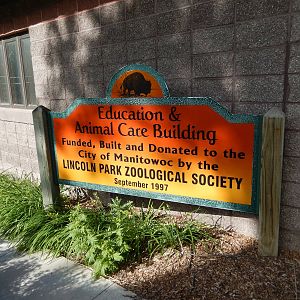 Education &
Animal Care Building
Funded, Built and Donated to the
City of Manitowoc by the
LINCOLN PARK ZOOLOGICAL SOCIETY
September 1997